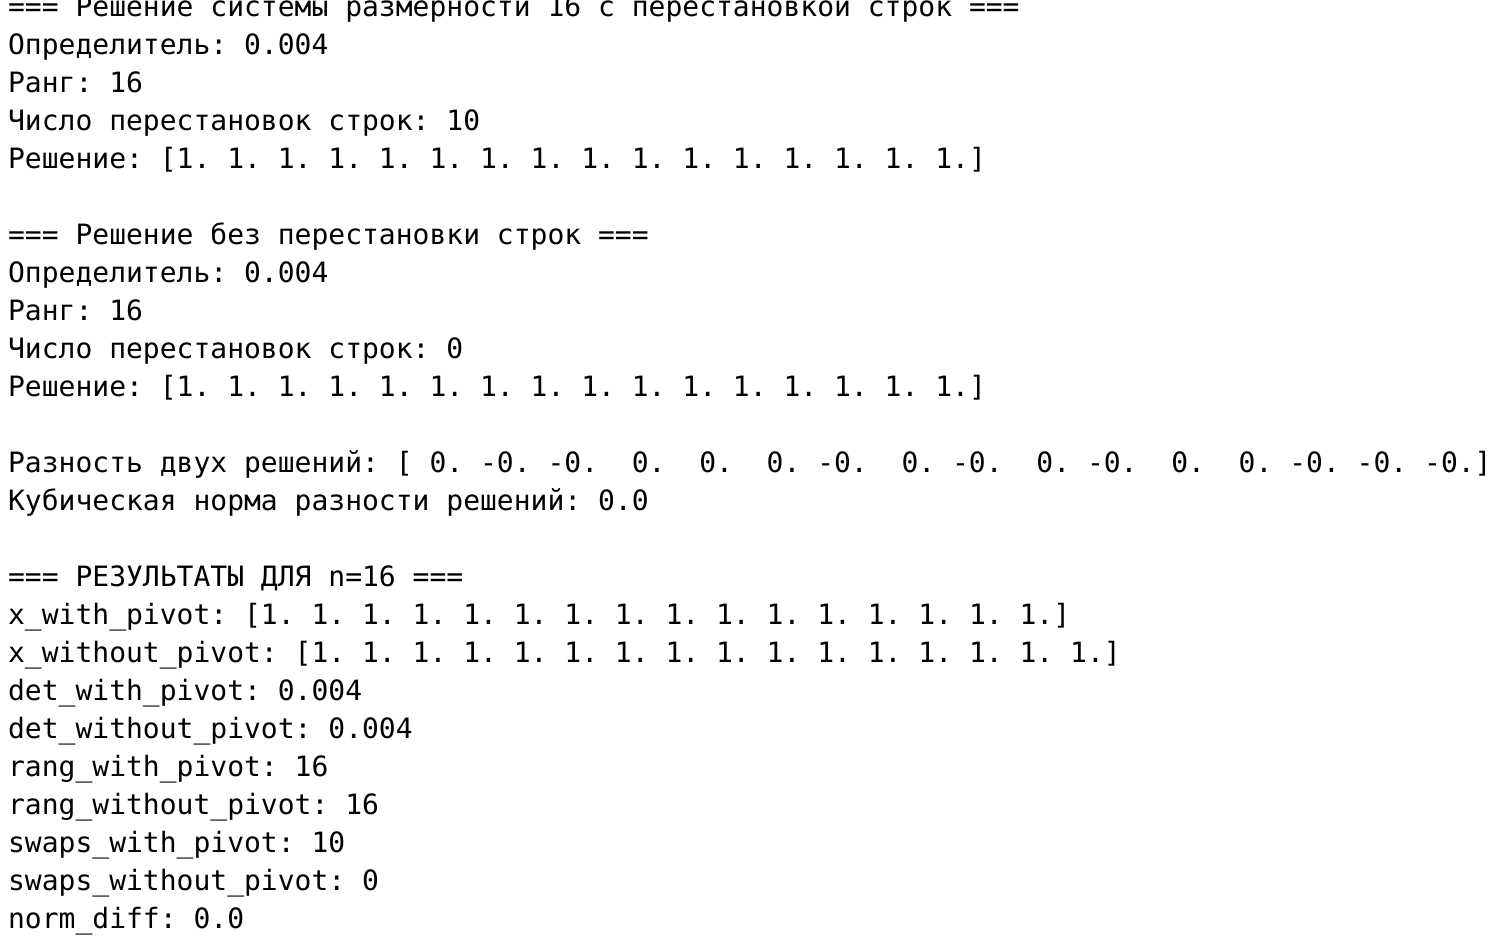 === Решение системы размерности 16 с перестановкой строк ===
Определитель: 0.004
Ранг: 16
Число перестановок строк: 10
Решение: [1. 1. 1. 1. 1. 1. 1. 1. 1. 1. 1. 1. 1. 1. 1. 1.]
=== Решение без перестановки строк ===
Определитель: 0.004
Ранг: 16
Число перестановок строк: 0
Решение: [1. 1. 1. 1. 1. 1. 1. 1. 1. 1. 1. 1. 1. 1. 1. 1.]
Разность двух решений: [ 0. -0. -0.  0.  0.  0. -0.  0. -0.  0. -0.  0.  0. -0. -0. -0.]
Кубическая норма разности решений: 0.0
=== РЕЗУЛЬТАТЫ ДЛЯ n=16 ===
x_with_pivot: [1. 1. 1. 1. 1. 1. 1. 1. 1. 1. 1. 1. 1. 1. 1. 1.]
x_without_pivot: [1. 1. 1. 1. 1. 1. 1. 1. 1. 1. 1. 1. 1. 1. 1. 1.]
det_with_pivot: 0.004
det_without_pivot: 0.004
rang_with_pivot: 16
rang_without_pivot: 16
swaps_with_pivot: 10
swaps_without_pivot: 0
norm_diff: 0.0